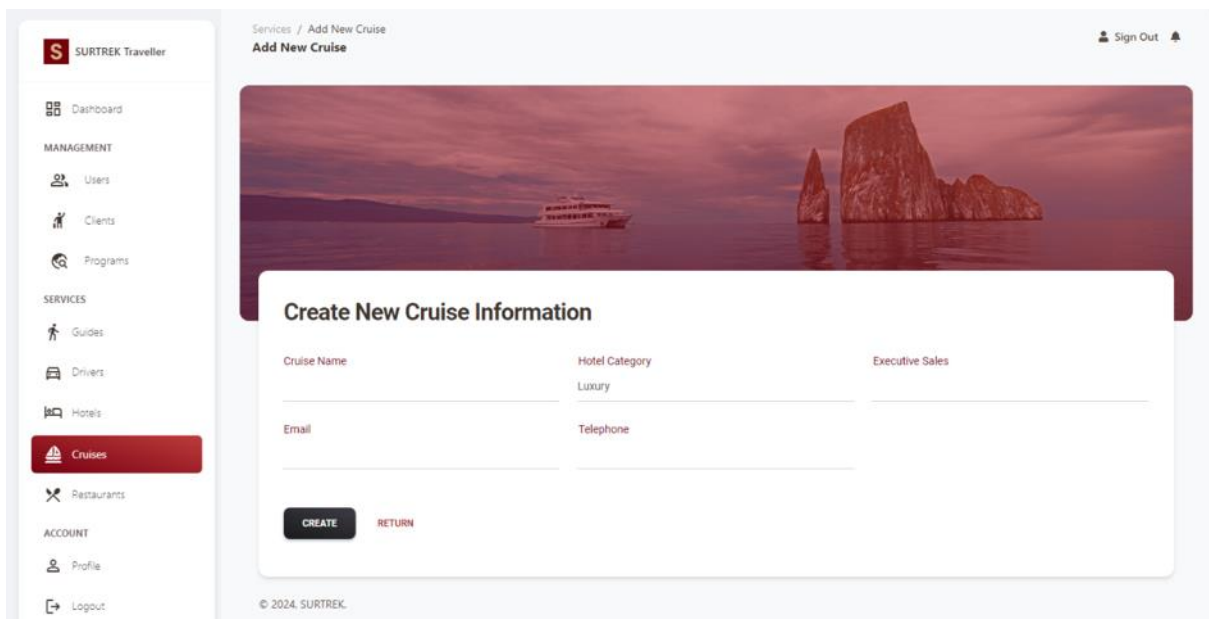 S SURTREK Traveller
Dashboard
MANAGEMENT
Users
Clients
Programs
SERVICES
Guides
Drivers
Hotels
Cruises
Restaurants
ACCOUNT
Profile
Logout
Services / Add New Cruise
Add New Cruise
Sign Out
Create New Cruise Information
Cruise Name
Hotel Category
Executive Sales
Luxury
Email
Telephone
CREATE RETURN
© 2024, SURTREK.